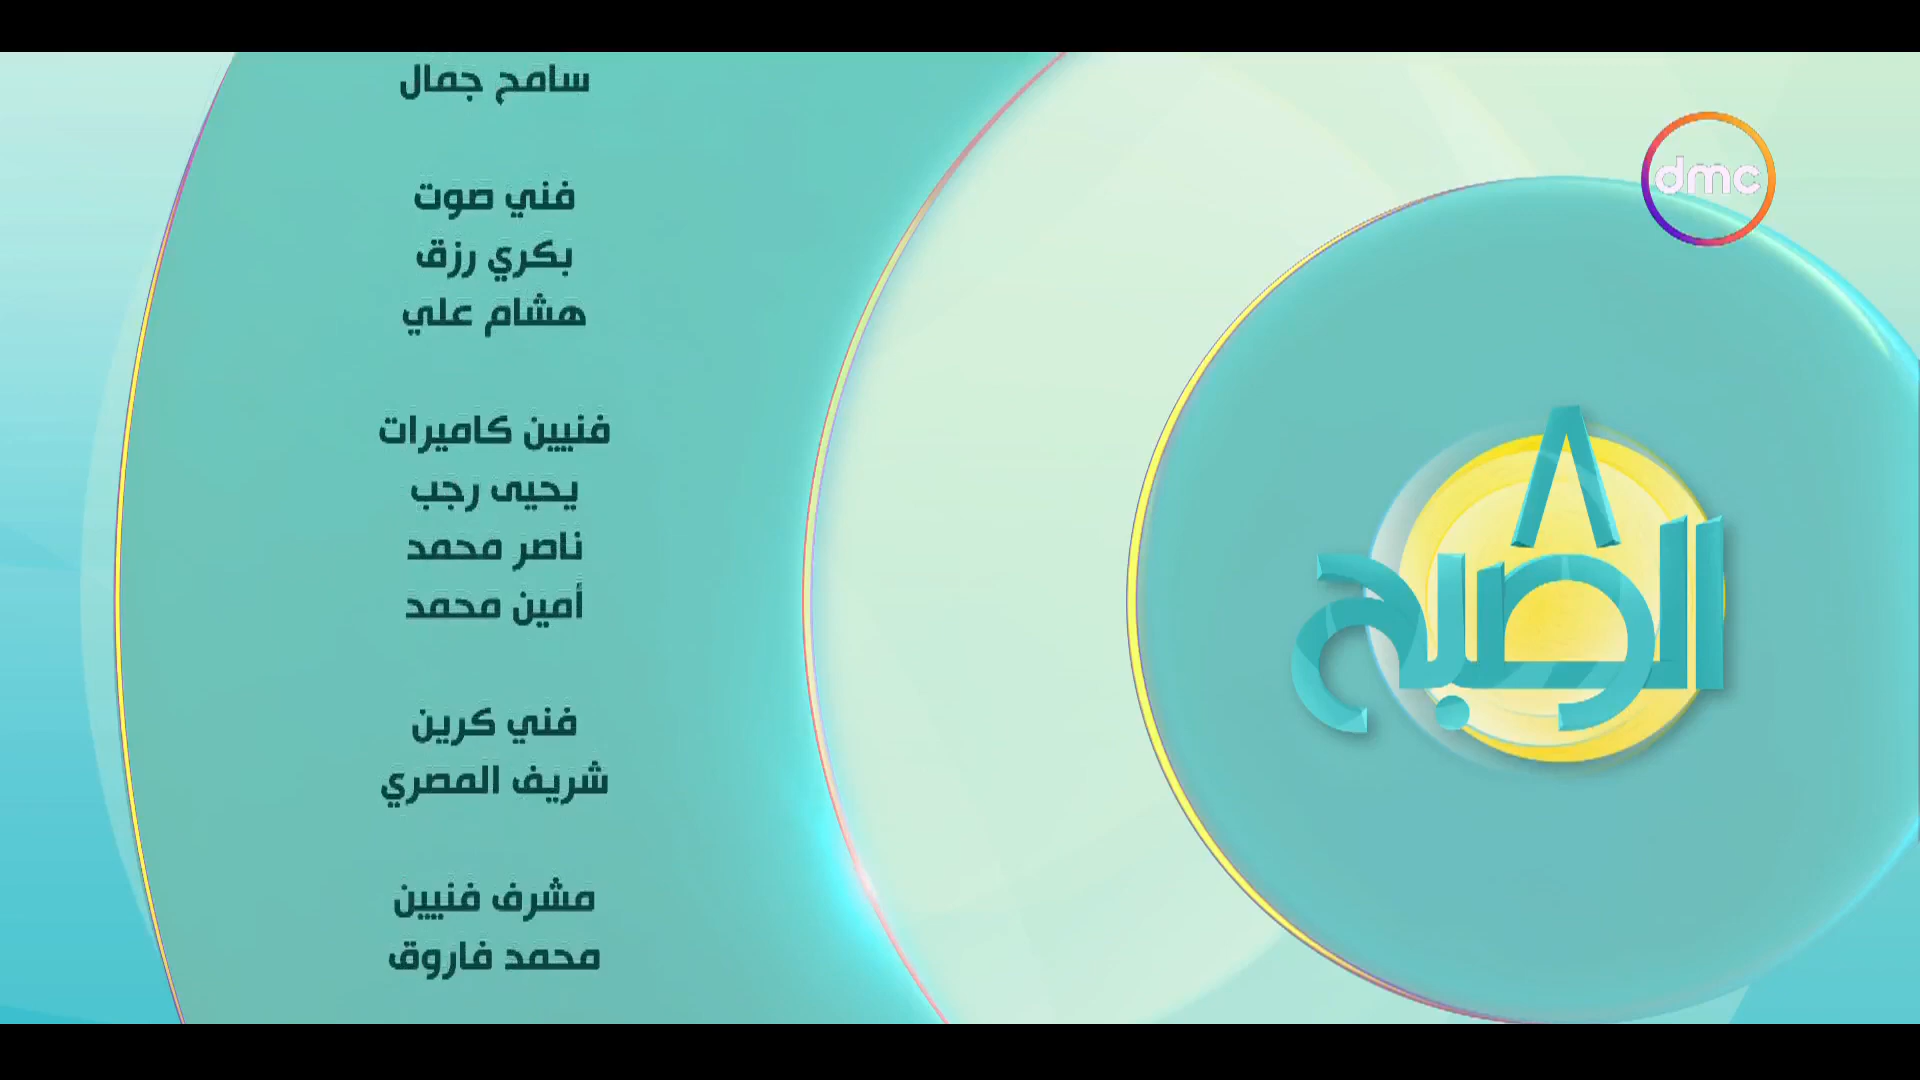 سامح جمال
فني صوت
بكري رزق
هشام علي
فنيين كاميرات
يحيى رجب
ناصر محمد
أمين محمد
فني كرين
شريف المصري
مشرف فنيين
محمد فاروق
dmc
٨
الصبح